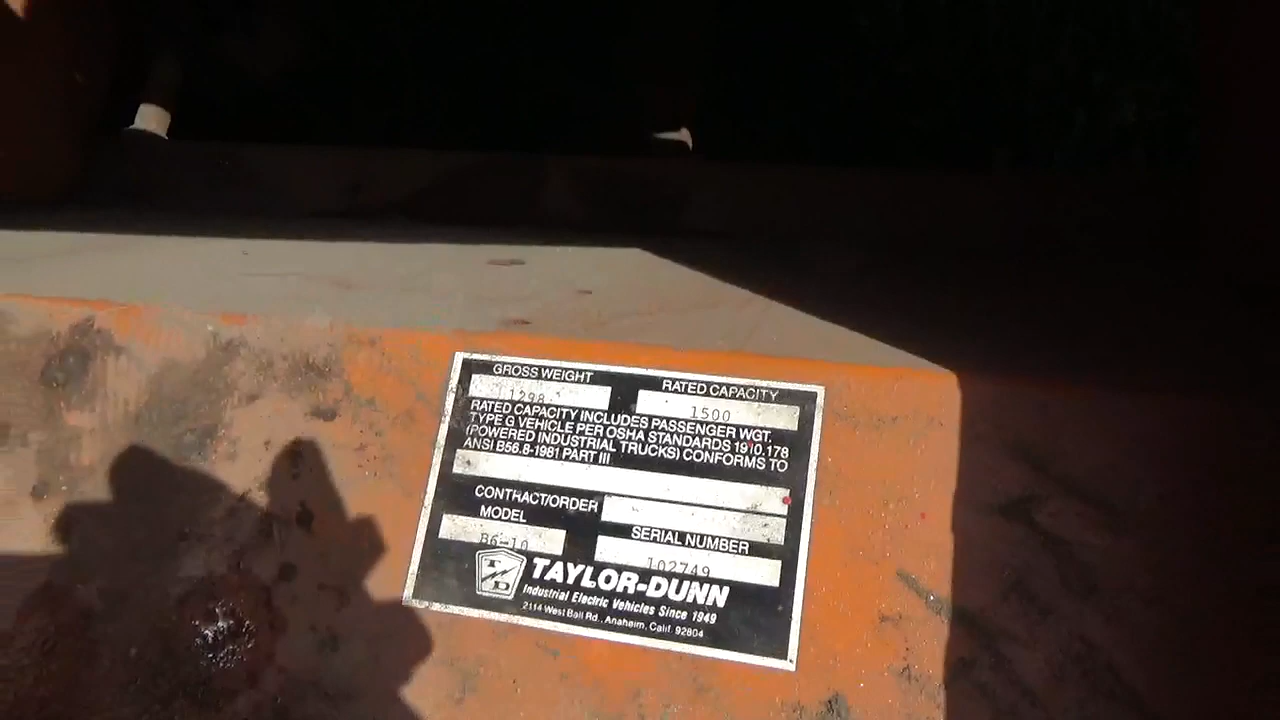 GROSS WEIGHT RATED CAPACITY
1298 1500
RATED CAPACITY INCLUDES PASSENGER WGT.
TYPE G VEHICLE PER OSHA STANDARDS 1910.178
(POWERED INDUSTRIAL TRUCKS) CONFORMS TO
ANSI B56.8-1981 PART III
CONTRACT/ORDER
MODEL SERIAL NUMBER
B6-10 102749
T D TAYLOR-DUNN
Industrial Electric Vehicles Since 1949
2114 West Ball Rd., Anaheim, Calif. 92804